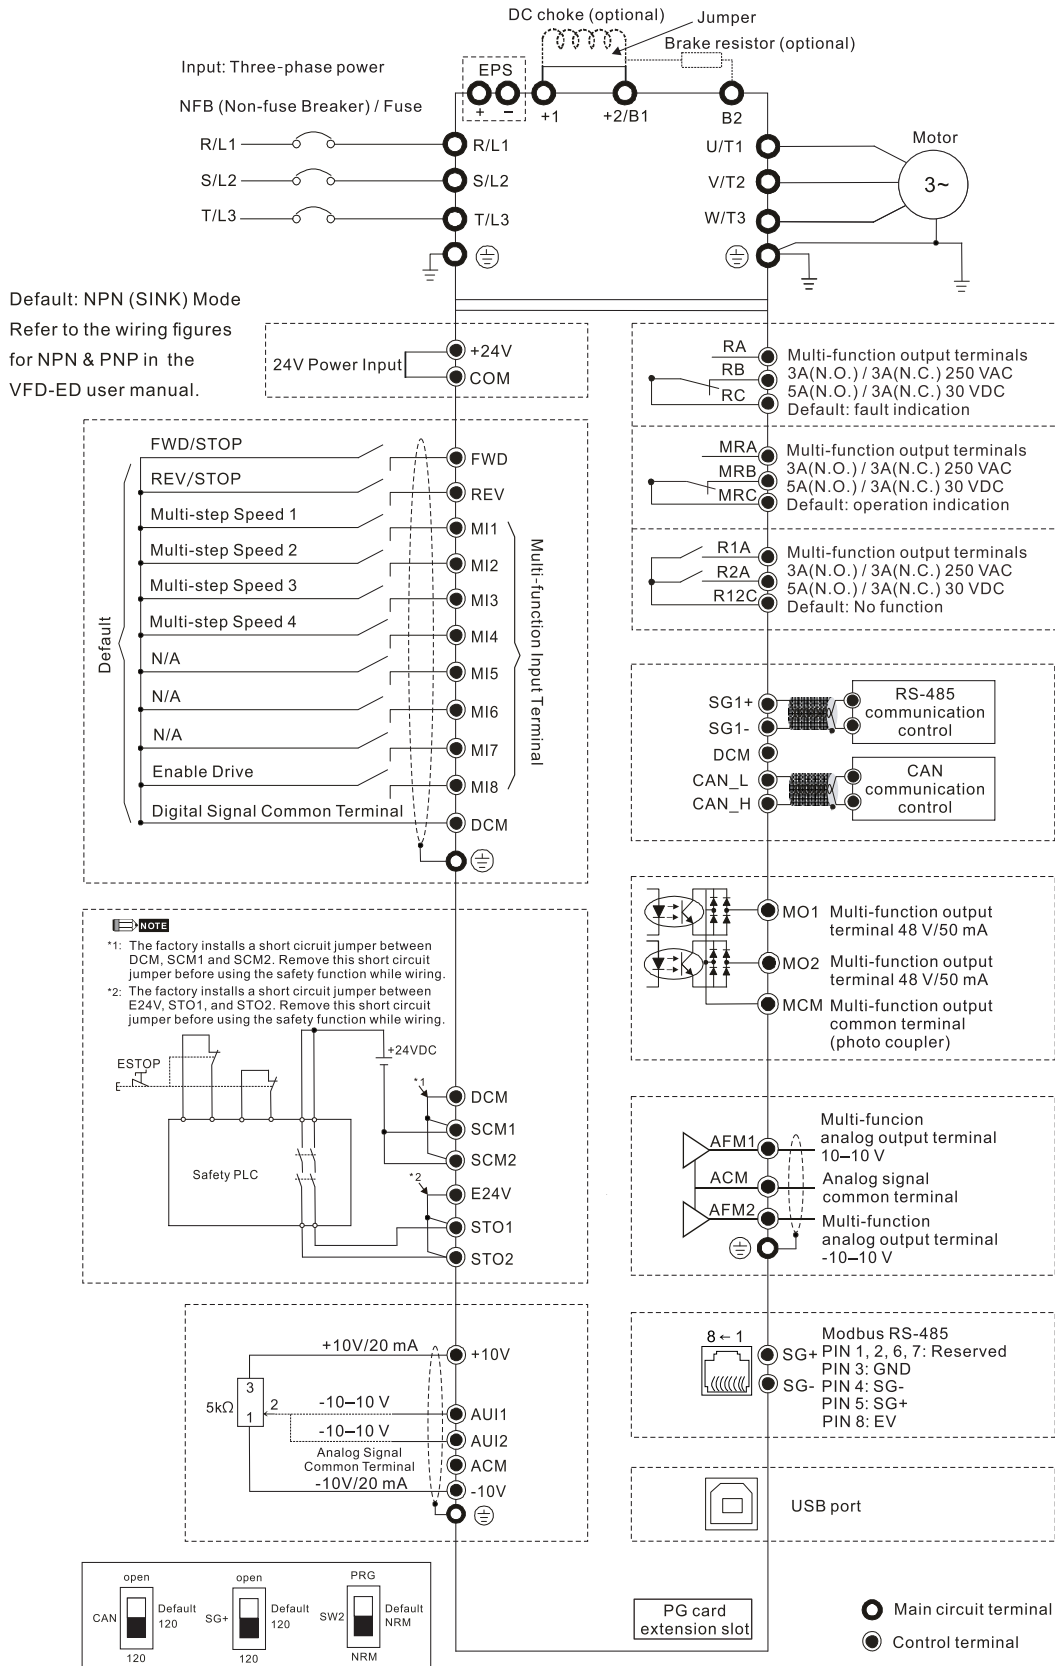 DC choke (optional)
Jumper
Brake resistor (optional)
Input: Three-phase power
EPS
+
−
+1
+2/B1
B2
NFB (Non-fuse Breaker) / Fuse
R/L1
R/L1
U/T1
Motor
S/L2
S/L2
V/T2
3~
T/L3
T/L3
W/T3
Default: NPN (SINK) Mode
Refer to the wiring figures
for NPN & PNP in the
VFD-ED user manual.
24V Power Input
+24V
COM
Default
FWD/STOP
FWD
REV/STOP
REV
Multi-step Speed 1
MI1
Multi-step Speed 2
MI2
Multi-step Speed 3
MI3
Multi-step Speed 4
MI4
N/A
MI5
N/A
MI6
N/A
MI7
Enable Drive
MI8
Digital Signal Common Terminal
DCM
Multi-function Input Terminal
NOTE
*1: The factory installs a short circuit jumper between
DCM, SCM1 and SCM2. Remove this short circuit
jumper before using the safety function while wiring.
*2: The factory installs a short circuit jumper between
E24V, STO1, and STO2. Remove this short circuit
jumper before using the safety function while wiring.
ESTOP
+24VDC
Safety PLC
*1
DCM
SCM1
SCM2
*2
E24V
STO1
STO2
+10V/20 mA
+10V
5kΩ
3
2
1
-10–10 V
AUI1
-10–10 V
AUI2
Analog Signal
Common Terminal
ACM
-10V/20 mA
-10V
open
CAN
Default
120
120
open
SG+
Default
120
120
PRG
SW2
Default
NRM
NRM
RA
RB
RC
Multi-function output terminals
3A(N.O.) / 3A(N.C.) 250 VAC
5A(N.O.) / 3A(N.C.) 30 VDC
Default: fault indication
MRA
MRB
MRC
Multi-function output terminals
3A(N.O.) / 3A(N.C.) 250 VAC
5A(N.O.) / 3A(N.C.) 30 VDC
Default: operation indication
R1A
R2A
R12C
Multi-function output terminals
3A(N.O.) / 3A(N.C.) 250 VAC
5A(N.O.) / 3A(N.C.) 30 VDC
Default: No function
SG1+
SG1-
DCM
CAN_L
CAN_H
RS-485
communication
control
CAN
communication
control
MO1
Multi-function output
terminal 48 V/50 mA
MO2
Multi-function output
terminal 48 V/50 mA
MCM
Multi-function output
common terminal
(photo coupler)
AFM1
Multi-funcion
analog output terminal
10–10 V
ACM
Analog signal
common terminal
AFM2
Multi-function
analog output terminal
-10–10 V
8 ← 1
SG+
SG-
Modbus RS-485
PIN 1, 2, 6, 7: Reserved
PIN 3: GND
PIN 4: SG-
PIN 5: SG+
PIN 8: EV
USB port
PG card
extension slot
Main circuit terminal
Control terminal